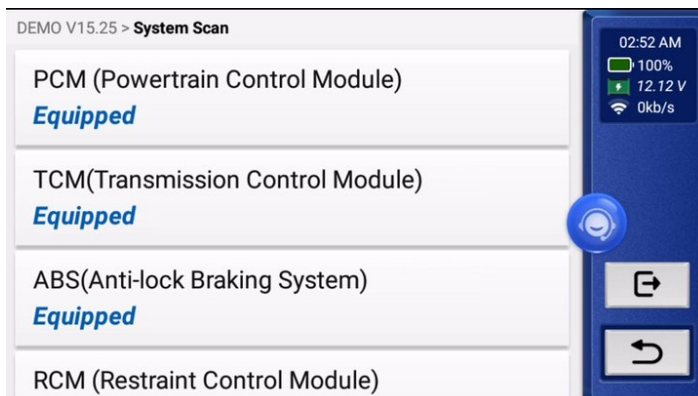 DEMO V15.25 > System Scan
02:52 AM
100%
12.12 V
0kb/s
PCM (Powertrain Control Module)
Equipped
TCM(Transmission Control Module)
Equipped
ABS(Anti-lock Braking System)
Equipped
RCM (Restraint Control Module)